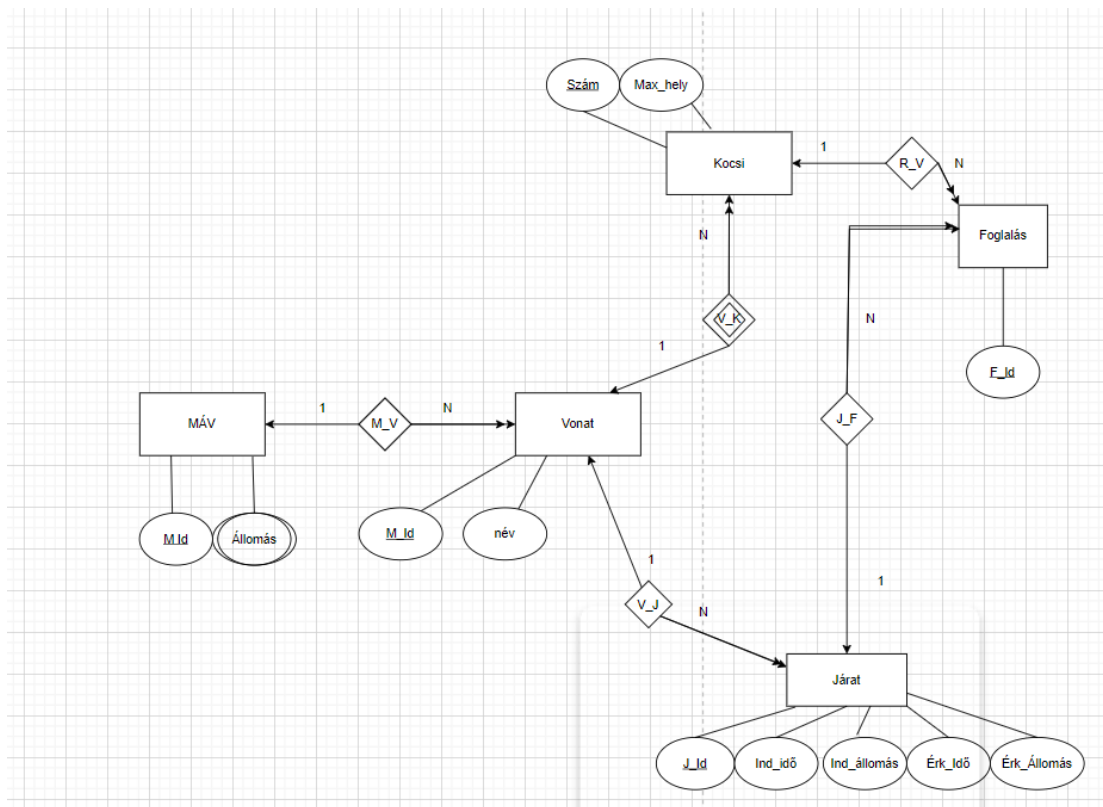 Szám
Max_hely
Kocsi
1
R_V
N
Foglalás
N
V_K
N
F_Id
1
MÁV
1
M_V
N
Vonat
J_F
M.Id
Állomás
M_Id
név
1
1
V_J
N
Járat
J_Id
Ind_idő
Ind_állomás
Érk_Idő
Érk_Állomás